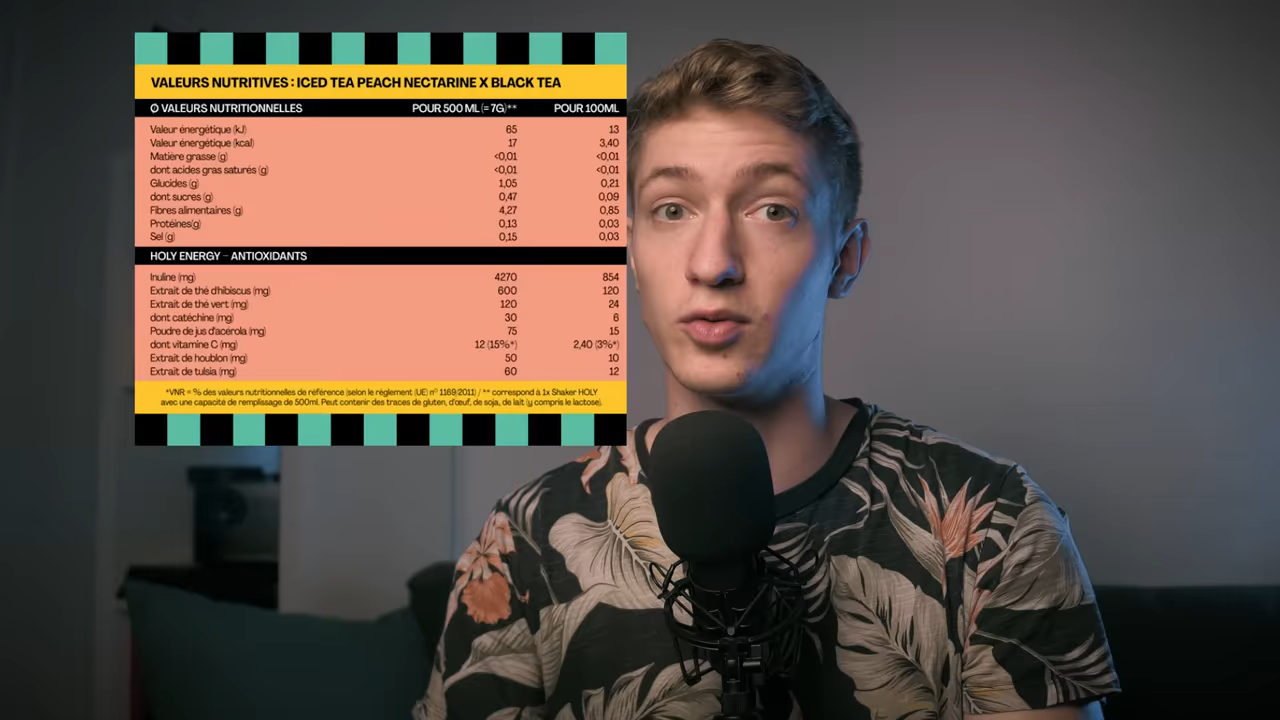 VALEURS NUTRITIVES : ICED TEA PEACH NECTARINE X BLACK TEA
Ø VALEURS NUTRITIONNELLES POUR 500 ML (= 7G)** POUR 100ML
Valeur énergétique (kJ) 65 13
Valeur énergétique (kcal) 17 3,40
Matière grasse (g) <0,01 <0,01
dont acides gras saturés (g) <0,01 <0,01
Glucides (g) 1,05 0,21
dont sucres (g) 0,47 0,09
Fibres alimentaires (g) 4,27 0,85
Protéines(g) 0,13 0,03
Sel (g) 0,15 0,03
HOLY ENERGY – ANTIOXIDANTS
Inuline (mg) 4270 854
Extrait de thé d'hibiscus (mg) 600 120
Extrait de thé vert (mg) 120 24
dont catéchine (mg) 30 6
Poudre de jus d'acérola (mg) 75 15
dont vitamine C (mg) 12 (15%*) 2,40 (3%*)
Extrait de houblon (mg) 50 10
Extrait de tulsia (mg) 60 12
*VNR = % des valeurs nutritionnelles de référence (selon le règlement (UE) n° 1169/2011) / ** correspond à 1x Shaker HOLY
avec une capacité de remplissage de 500ml. Peut contenir des traces de gluten, d'œuf, de soja, de lait (y compris le lactose).